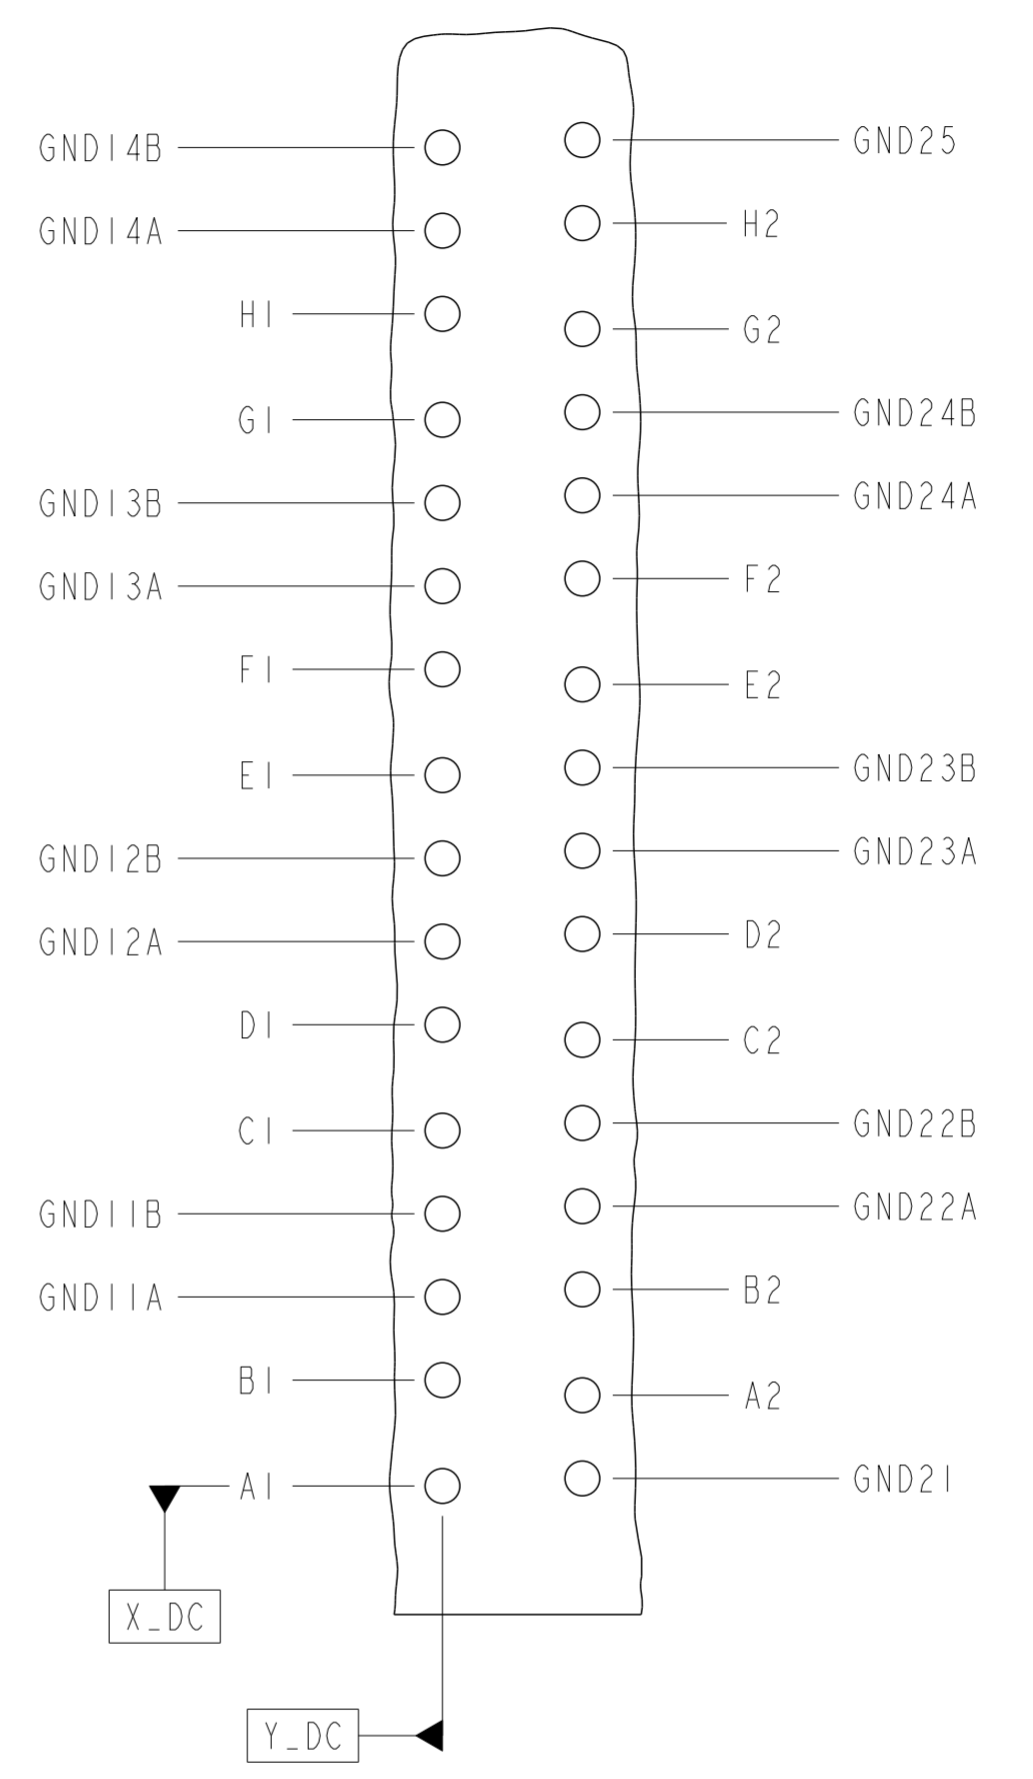 GND14B
GND25
GND14A
H2
H1
G2
G1
GND24B
GND13B
GND24A
GND13A
F2
F1
E2
E1
GND23B
GND12B
GND23A
GND12A
D2
D1
C2
C1
GND22B
GND11B
GND22A
GND11A
B2
B1
A2
A1
GND21
X_DC
Y_DC